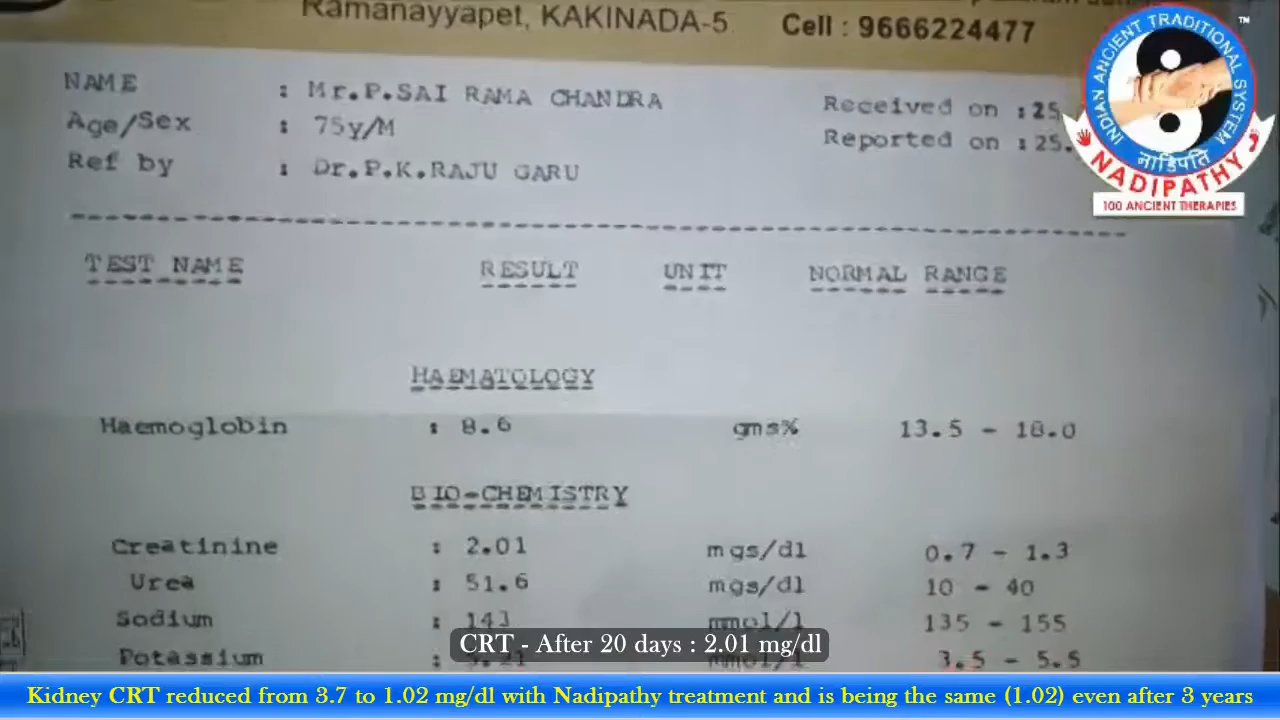 Ramanayyapet, KAKINADA-5 Cell : 9666224477
NAME : Mr.P.SAI RAMA CHANDRA Received on :25.
Age/Sex : 75y/M Reported on :25.
Ref by : Dr.P.K.RAJU GARU
INDIAN ANCIENT TRADITIONAL SYSTEM
TM
नाडिपति
NADIPATHY
100 ANCIENT THERAPIES
TEST NAME RESULT UNIT NORMAL RANGE
HAEMATOLOGY
Haemoglobin : 8.6 gms% 13.5 - 18.0
BIO-CHEMISTRY
Creatinine : 2.01 mgs/dl 0.7 - 1.3
Urea : 51.6 mgs/dl 10 - 40
Sodium : 143 mmol/l 135 - 155
Potassium : mmol/l 3.5 - 5.5
CRT - After 20 days : 2.01 mg/dl
Kidney CRT reduced from 3.7 to 1.02 mg/dl with Nadipathy treatment and is being the same (1.02) even after 3 years